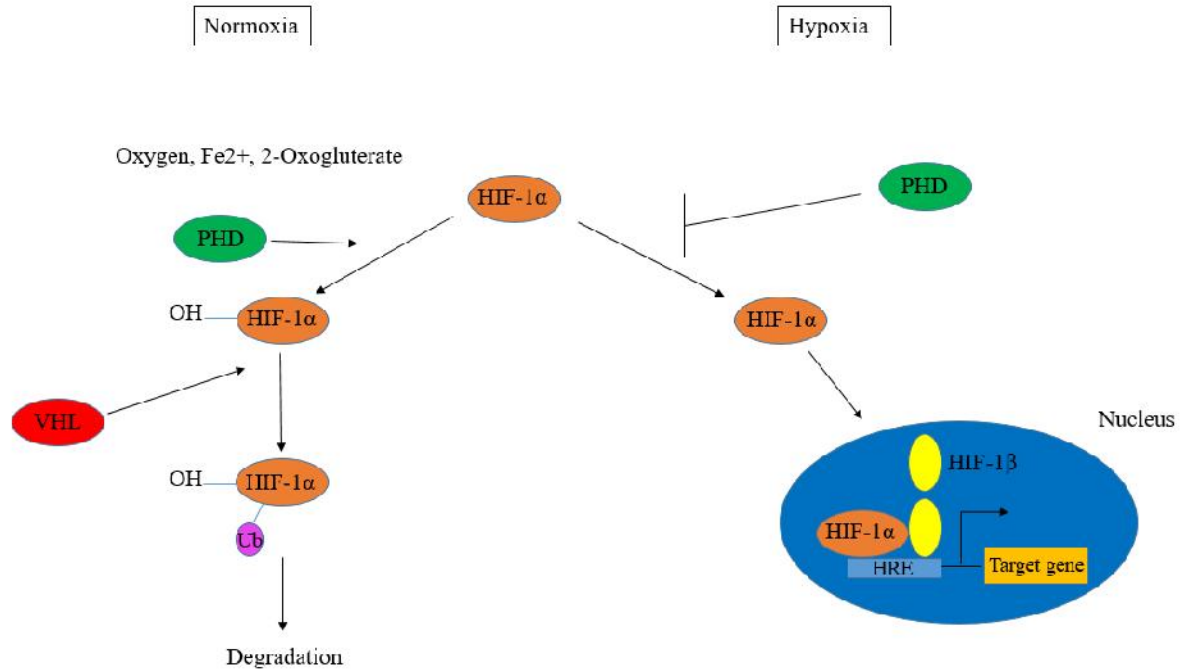 Normoxia
Hypoxia
Oxygen, Fe2+, 2-Oxogluterate
HIF-1α
PHD
PHD
OH
HIF-1α
HIF-1α
VHL
Nucleus
OH
HIF-1α
HIF-1β
Ub
HIF-1α
HRE
Target gene
Degradation